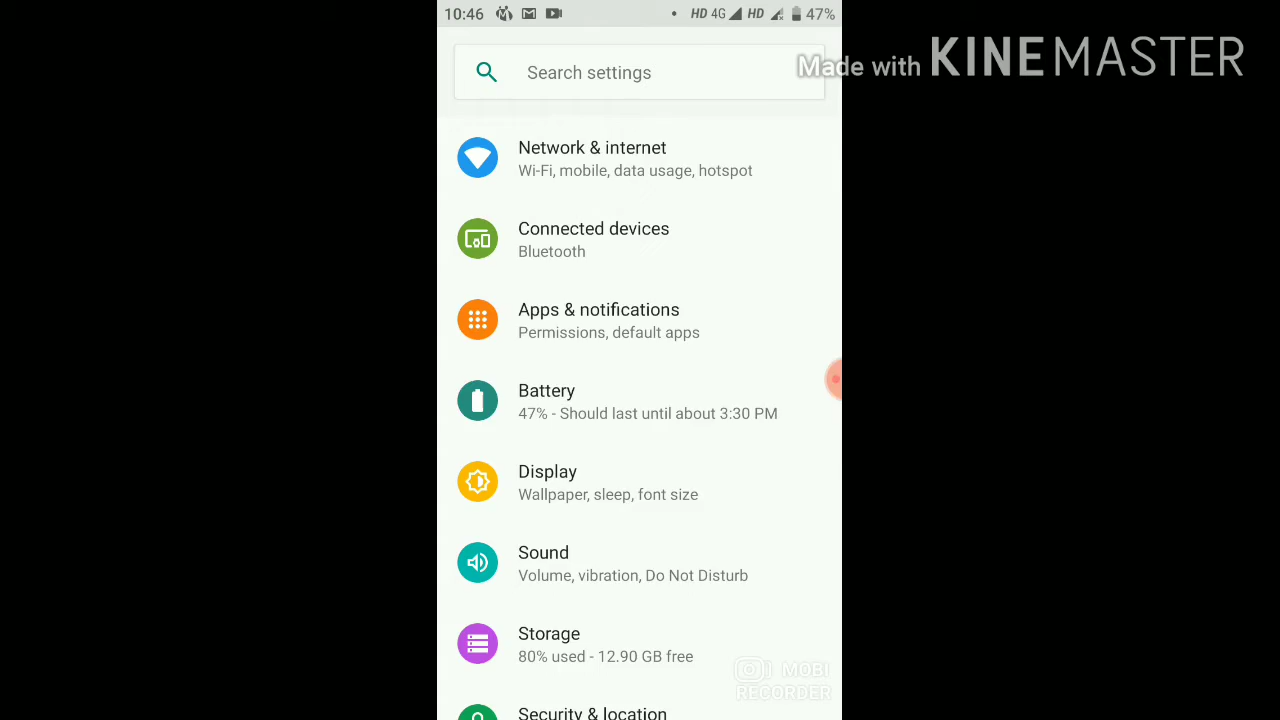 10:46 HD 4G HD 47%
Made with KINEMASTER
Search settings
Network & internet
Wi-Fi, mobile, data usage, hotspot
Connected devices
Bluetooth
Apps & notifications
Permissions, default apps
Battery
47% - Should last until about 3:30 PM
Display
Wallpaper, sleep, font size
Sound
Volume, vibration, Do Not Disturb
Storage
80% used - 12.90 GB free
MOBI
RECORDER
Security & location